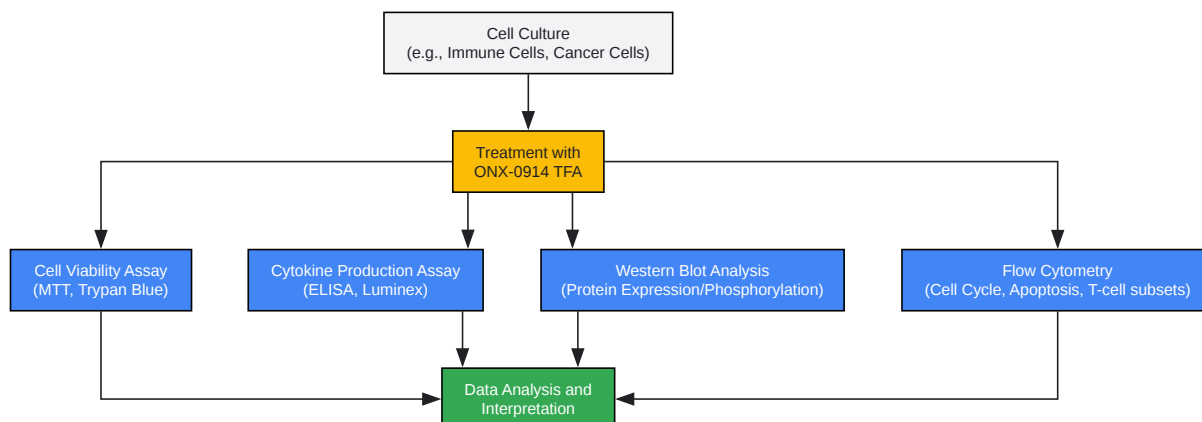 Cell Culture
(e.g., Immune Cells, Cancer Cells)
Treatment with
ONX-0914 TFA
Cell Viability Assay
(MTT, Trypan Blue)
Cytokine Production Assay
(ELISA, Luminex)
Western Blot Analysis
(Protein Expression/Phosphorylation)
Flow Cytometry
(Cell Cycle, Apoptosis, T-cell subsets)
Data Analysis and
Interpretation